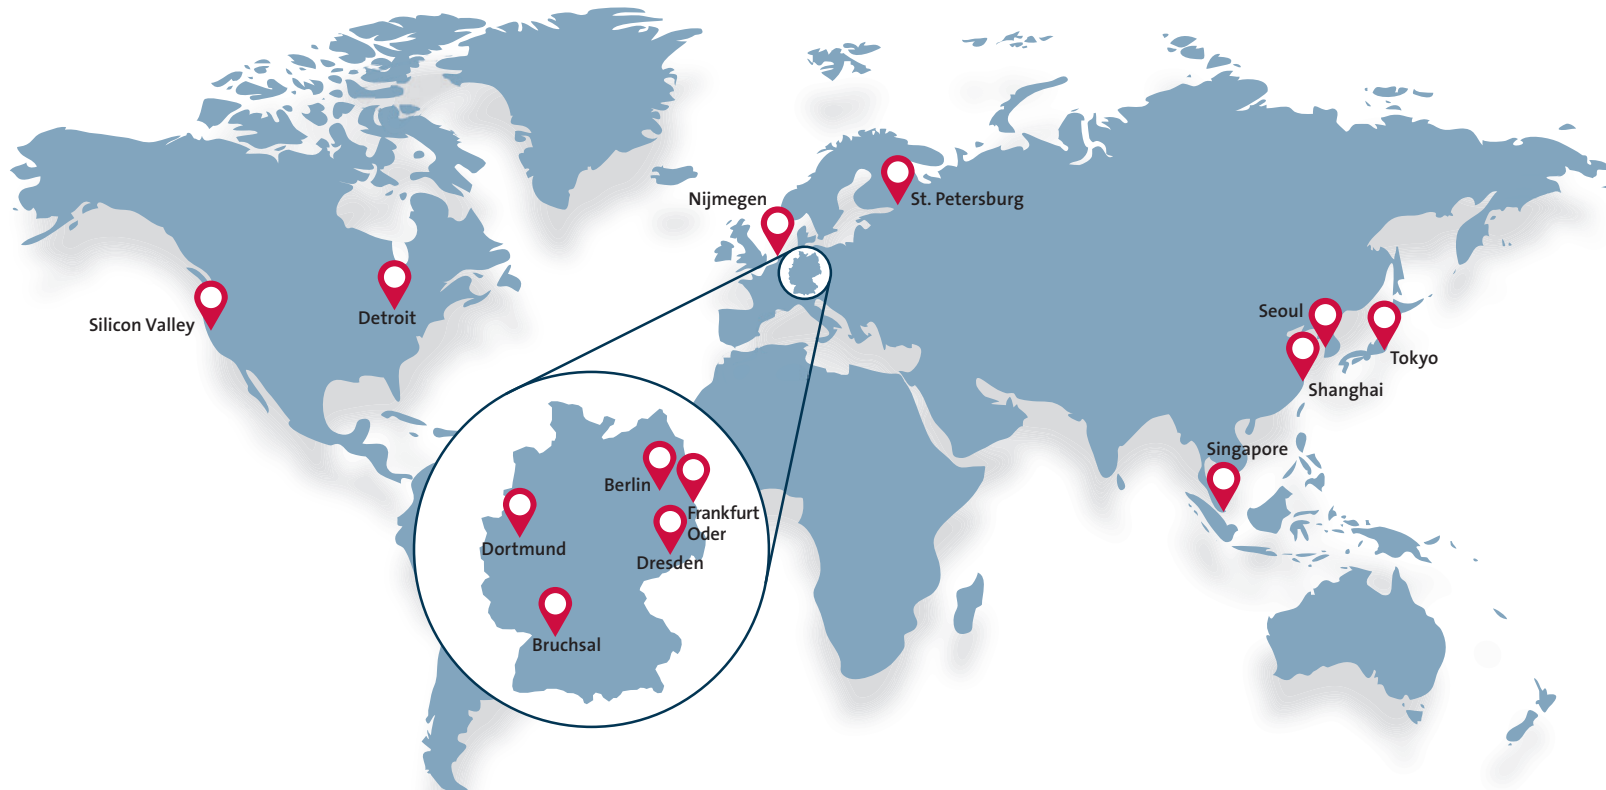 Nijmegen
St. Petersburg
Silicon Valley
Detroit
Seoul
Tokyo
Shanghai
Singapore
Berlin
Frankfurt
Oder
Dortmund
Dresden
Bruchsal